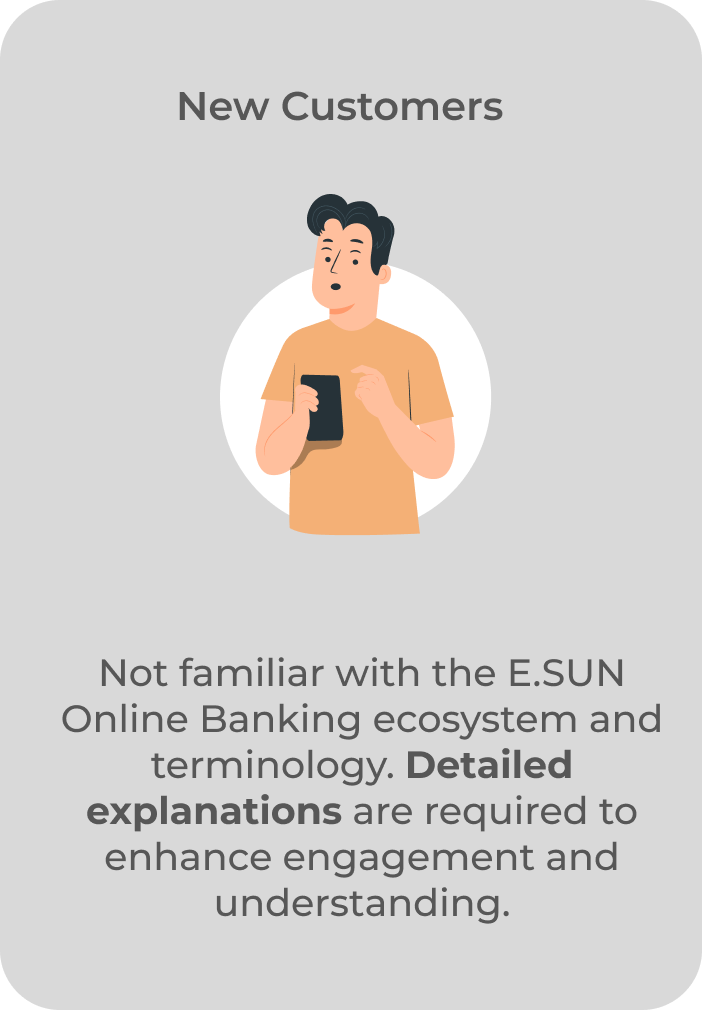 New Customers
Not familiar with the E.SUN
Online Banking ecosystem and
terminology. Detailed
explanations are required to
enhance engagement and
understanding.